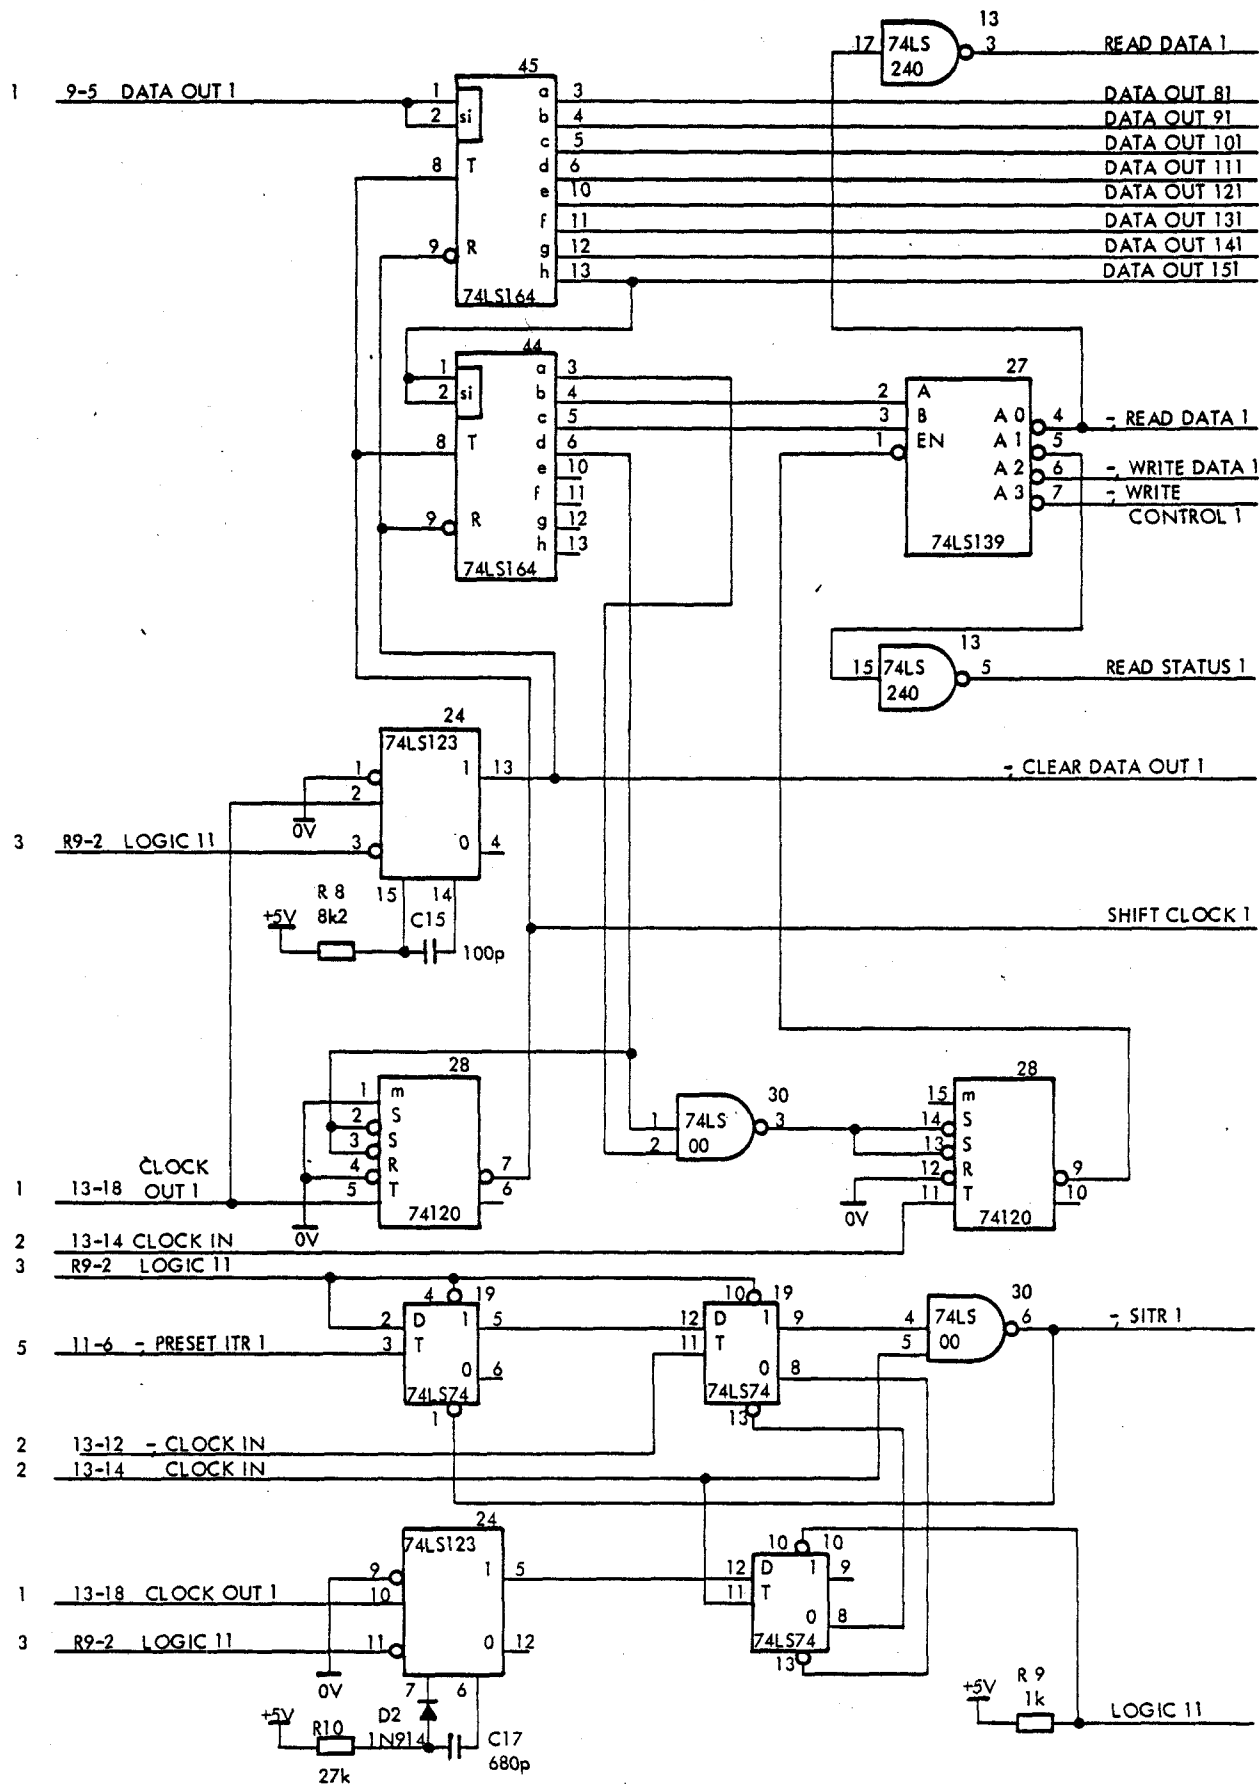 13
17 74LS 3 READ DATA 1
240
45
1 9-5 DATA OUT 1 1 a 3 DATA OUT 81
2 si b 4 DATA OUT 91
c 5 DATA OUT 101
8 T d 6 DATA OUT 111
e 10 DATA OUT 121
f 11 DATA OUT 131
9 R g 12 DATA OUT 141
h 13 DATA OUT 151
74LS164
44
1 a 3 27
2 si b 4 2 A
c 5 3 B A0 4 -, READ DATA 1
8 T d 6 1 EN A1 5
e 10 A2 6 -, WRITE DATA 1
f 11 A3 7 -, WRITE
9 R g 12 CONTROL 1
h 13 74LS139
74LS164
13
15 74LS 5 READ STATUS 1
240
24
74LS123
1 1 13 -, CLEAR DATA OUT 1
2
0V
3 R9-2 LOGIC 11 3 0 4
15 14
R 8
+5V 8k2 C15 SHIFT CLOCK 1
100p
28 28
1 m 30 15 m
2 S 1 74LS 3 14 S
3 S 2 00 13 S
4 R 7 12 R 9
CLOCK
1 13-18 OUT 1 5 T 6 11 T 10
0V 74120 0V 74120
2 13-14 CLOCK IN
3 R9-2 LOGIC 11
4 19 10 19 30
2 D 1 5 12 D 1 9 4 74LS 6 -, SITR 1
5 11-6 -, PRESET ITR 1 3 T 11 T 5 00
0 6 0 8
74LS74 74LS74
1 13
2 13-12 -, CLOCK IN
2 13-14 CLOCK IN
24
74LS123 10 10
9 1 5 12 D 1 9
1 13-18 CLOCK OUT 1 10 11 T
0 8
3 R9-2 LOGIC 11 11 0 12 74LS74
13
0V 7 6 R 9
+5V 1k
+5V D2 LOGIC 11
R10 1N914 C17
27k 680p